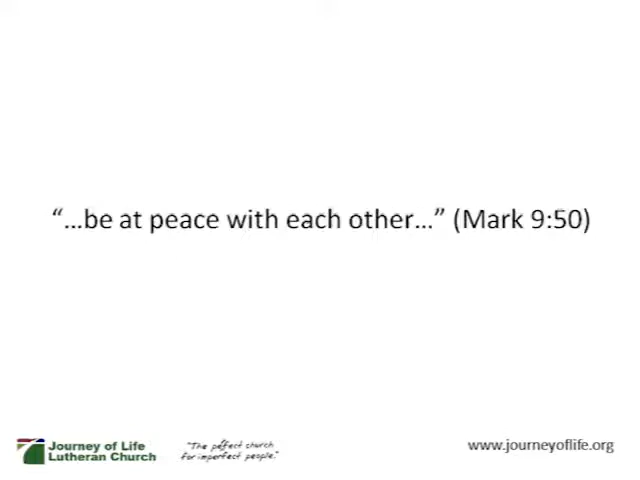 “...be at peace with each other...” (Mark 9:50)
Journey of Life
Lutheran Church
"The perfect church
for imperfect people."
www.journeyoflife.org